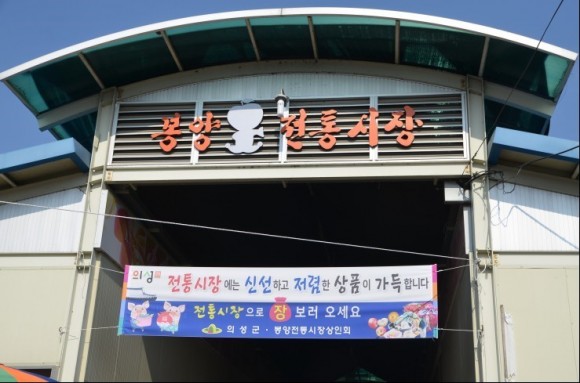 봉양 전통시장
의성 전통시장에는 신선하고 저렴한 상품이 가득합니다
전통시장으로 장 보러 오세요
의성군 · 봉양전통시장상인회